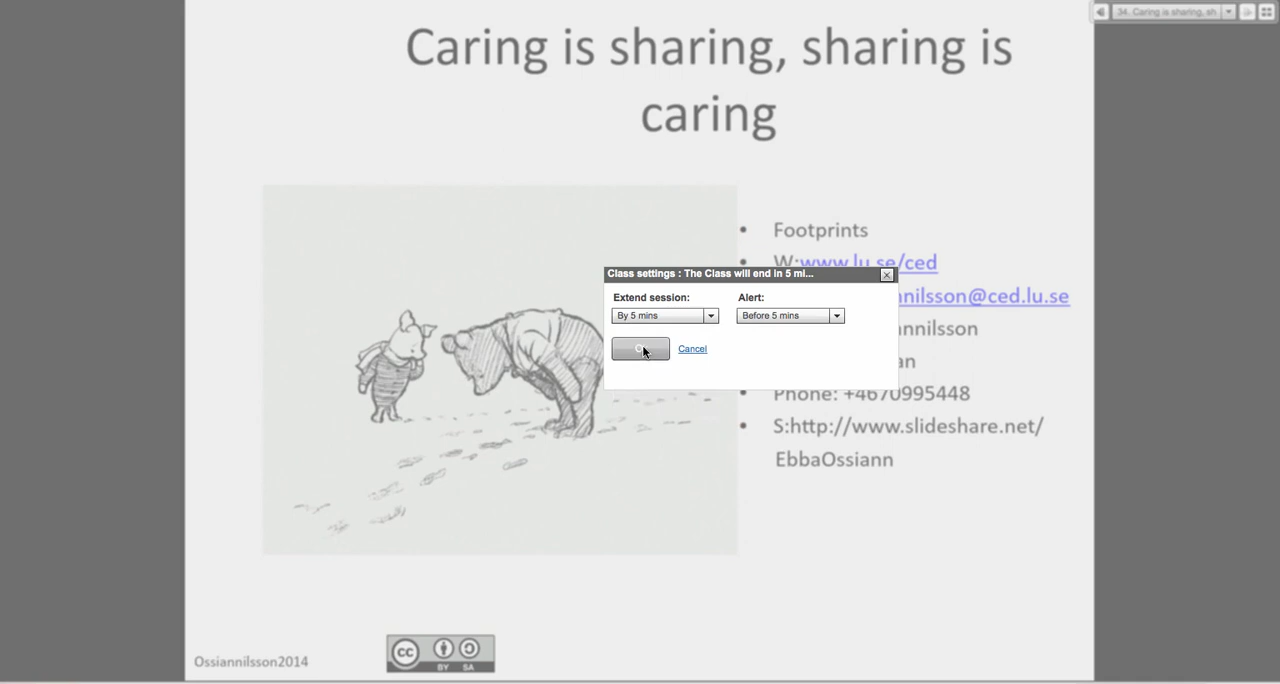 34. Caring is sharing, sh
Caring is sharing, sharing is
caring
• Footprints
• W:www.lu.se/ced
Class settings : The Class will end in 5 mi...
Extend session: Alert:
By 5 mins Before 5 mins
Cancel
nilsson@ced.lu.se
annilsson
an
Phone: +4670995448
• S:http://www.slideshare.net/
EbbaOssiann
Ossiannilsson2014
cc BY SA